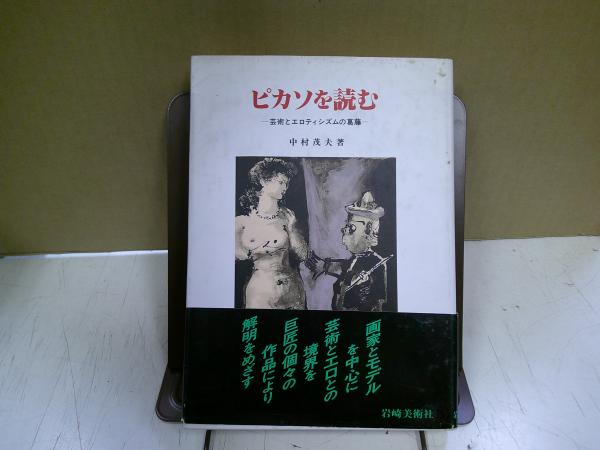 ピカソを読む
―芸術とエロティシズムの葛藤―
中村茂夫著
画家とモデル
を中心に
芸術とエロとの
境界を
巨匠の個々の
作品により
解明をめざす
岩崎美術社